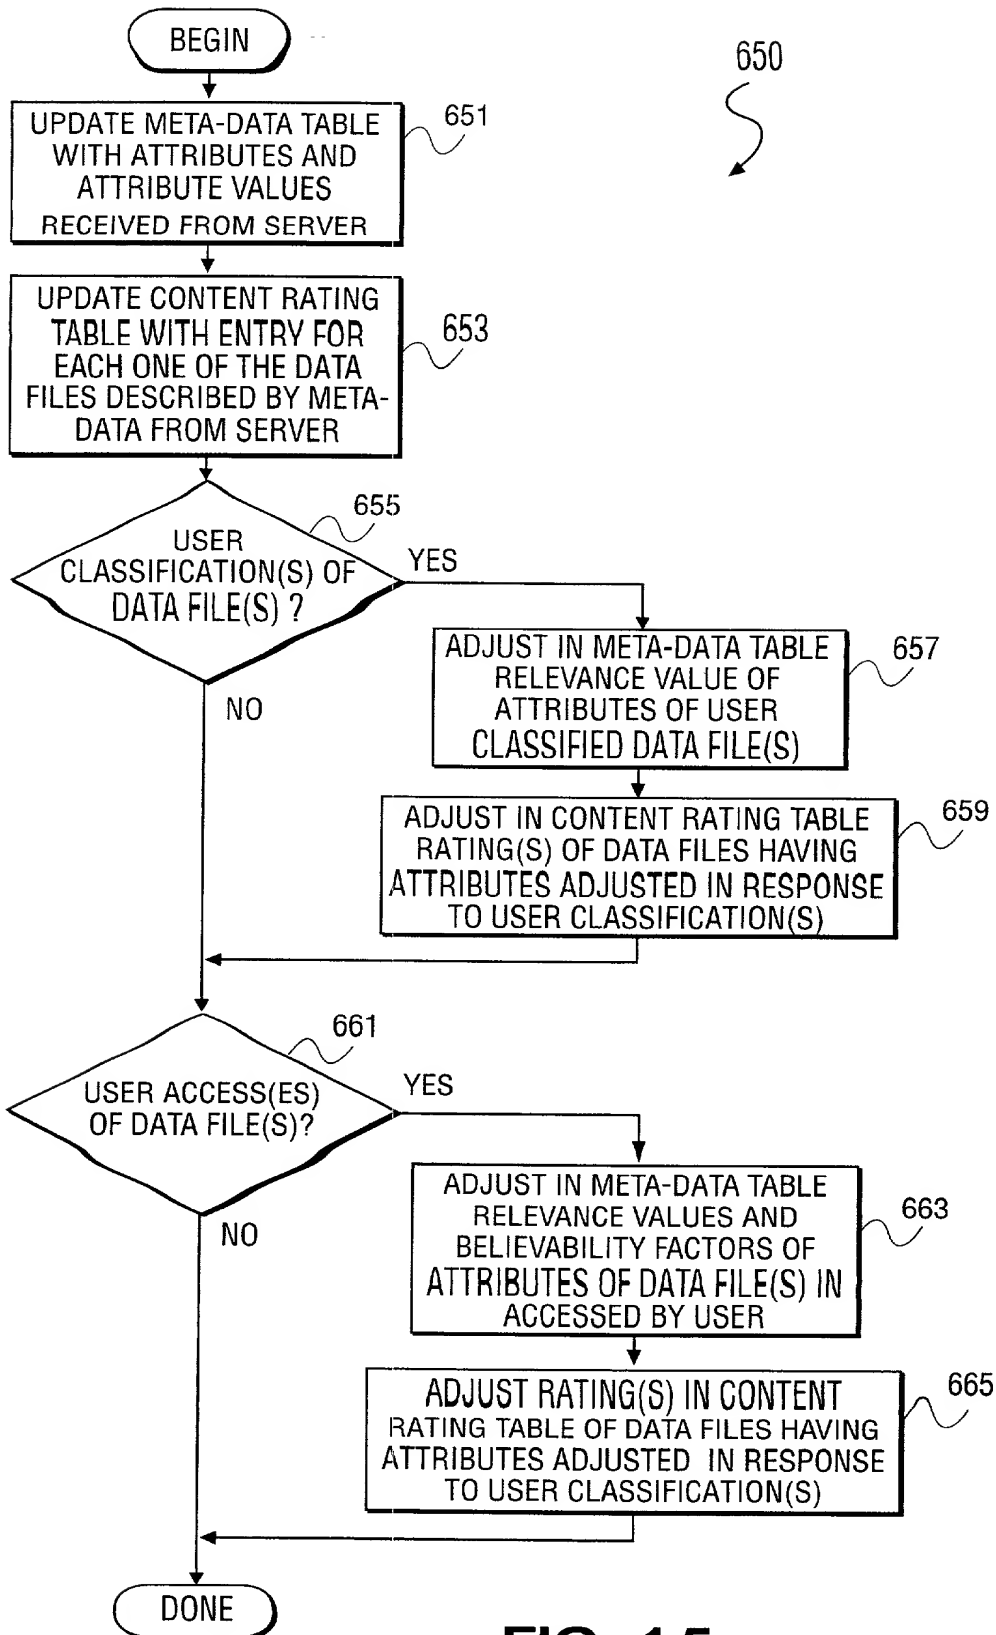 BEGIN
650
UPDATE META-DATA TABLE
WITH ATTRIBUTES AND
ATTRIBUTE VALUES
RECEIVED FROM SERVER
651
UPDATE CONTENT RATING
TABLE WITH ENTRY FOR
EACH ONE OF THE DATA
FILES DESCRIBED BY META-
DATA FROM SERVER
653
655
USER
CLASSIFICATION(S) OF
DATA FILE(S) ?
YES
NO
ADJUST IN META-DATA TABLE
RELEVANCE VALUE OF
ATTRIBUTES OF USER
CLASSIFIED DATA FILE(S)
657
ADJUST IN CONTENT RATING TABLE
RATING(S) OF DATA FILES HAVING
ATTRIBUTES ADJUSTED IN RESPONSE
TO USER CLASSIFICATION(S)
659
661
USER ACCESS(ES)
OF DATA FILE(S)?
YES
NO
ADJUST IN META-DATA TABLE
RELEVANCE VALUES AND
BELIEVABILITY FACTORS OF
ATTRIBUTES OF DATA FILE(S) IN
ACCESSED BY USER
663
ADJUST RATING(S) IN CONTENT
RATING TABLE OF DATA FILES HAVING
ATTRIBUTES ADJUSTED IN RESPONSE
TO USER CLASSIFICATION(S)
665
DONE
FIG. 15